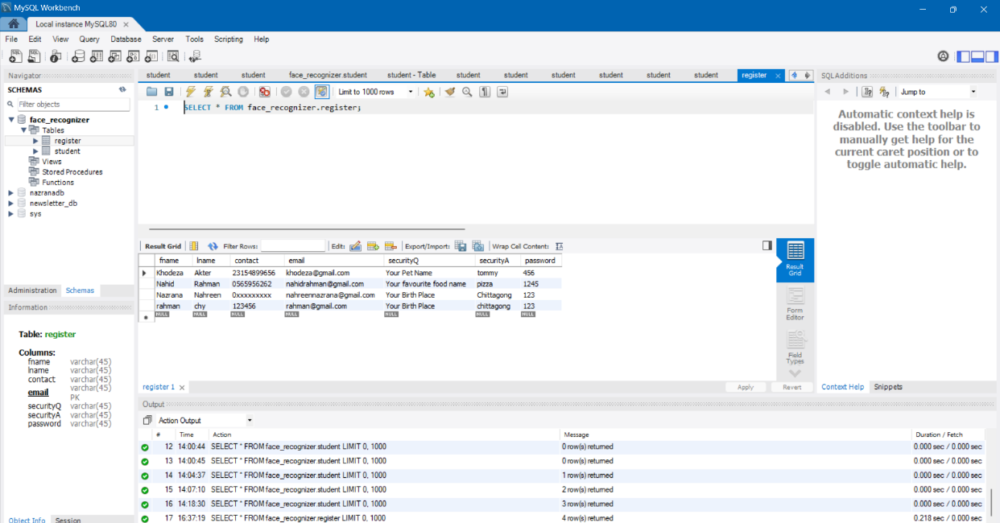 MySQL Workbench
Local instance MySQL80
File Edit View Query Database Server Tools Scripting Help
Navigator
SCHEMAS
Filter objects
face_recognizer
Tables
register
student
Views
Stored Procedures
Functions
nazranadb
newsletter_db
sys
Administration Schemas
Information
Table: register
Columns:
fname varchar(45)
lname varchar(45)
contact varchar(45)
email varchar(45) PK
securityQ varchar(45)
securityA varchar(45)
password varchar(45)
Object Info Session
student student student face_recognizer.student student - Table student student student student student student register
Limit to 1000 rows
1 SELECT * FROM face_recognizer.register;
Result Grid Filter Rows: Edit: Export/Import: Wrap Cell Content:
fname lname contact email securityQ securityA password
Khodeza Akter 23154899656 khodeza@gmail.com Your Pet Name tommy 456
Nahid Rahman 0565956262 nahidrahman@gmail.com Your favourite food name pizza 1245
Nazrana Nahreen 0xxxxxxxxx nahreennazrana@gmail.com Your Birth Place Chittagong 123
rahman chy 123456 rahman@gmail.com Your Birth Place chittagong 123
NULL NULL NULL NULL NULL NULL NULL
Result Grid
Form Editor
Field Types
register 1 Apply Revert
SQLAdditions
Jump to
Automatic context help is
disabled. Use the toolbar to
manually get help for the
current caret position or to
toggle automatic help.
Context Help Snippets
Output
Action Output
# Time Action Message Duration / Fetch
12 14:00:44 SELECT * FROM face_recognizer.student LIMIT 0, 1000 0 row(s) returned 0.000 sec / 0.000 sec
13 14:00:45 SELECT * FROM face_recognizer.student LIMIT 0, 1000 0 row(s) returned 0.000 sec / 0.000 sec
14 14:04:37 SELECT * FROM face_recognizer.student LIMIT 0, 1000 1 row(s) returned 0.000 sec / 0.000 sec
15 14:07:10 SELECT * FROM face_recognizer.student LIMIT 0, 1000 2 row(s) returned 0.000 sec / 0.000 sec
16 14:18:30 SELECT * FROM face_recognizer.student LIMIT 0, 1000 3 row(s) returned 0.000 sec / 0.000 sec
17 16:37:19 SELECT * FROM face_recognizer.register LIMIT 0, 1000 4 row(s) returned 0.218 sec / 0.000 sec